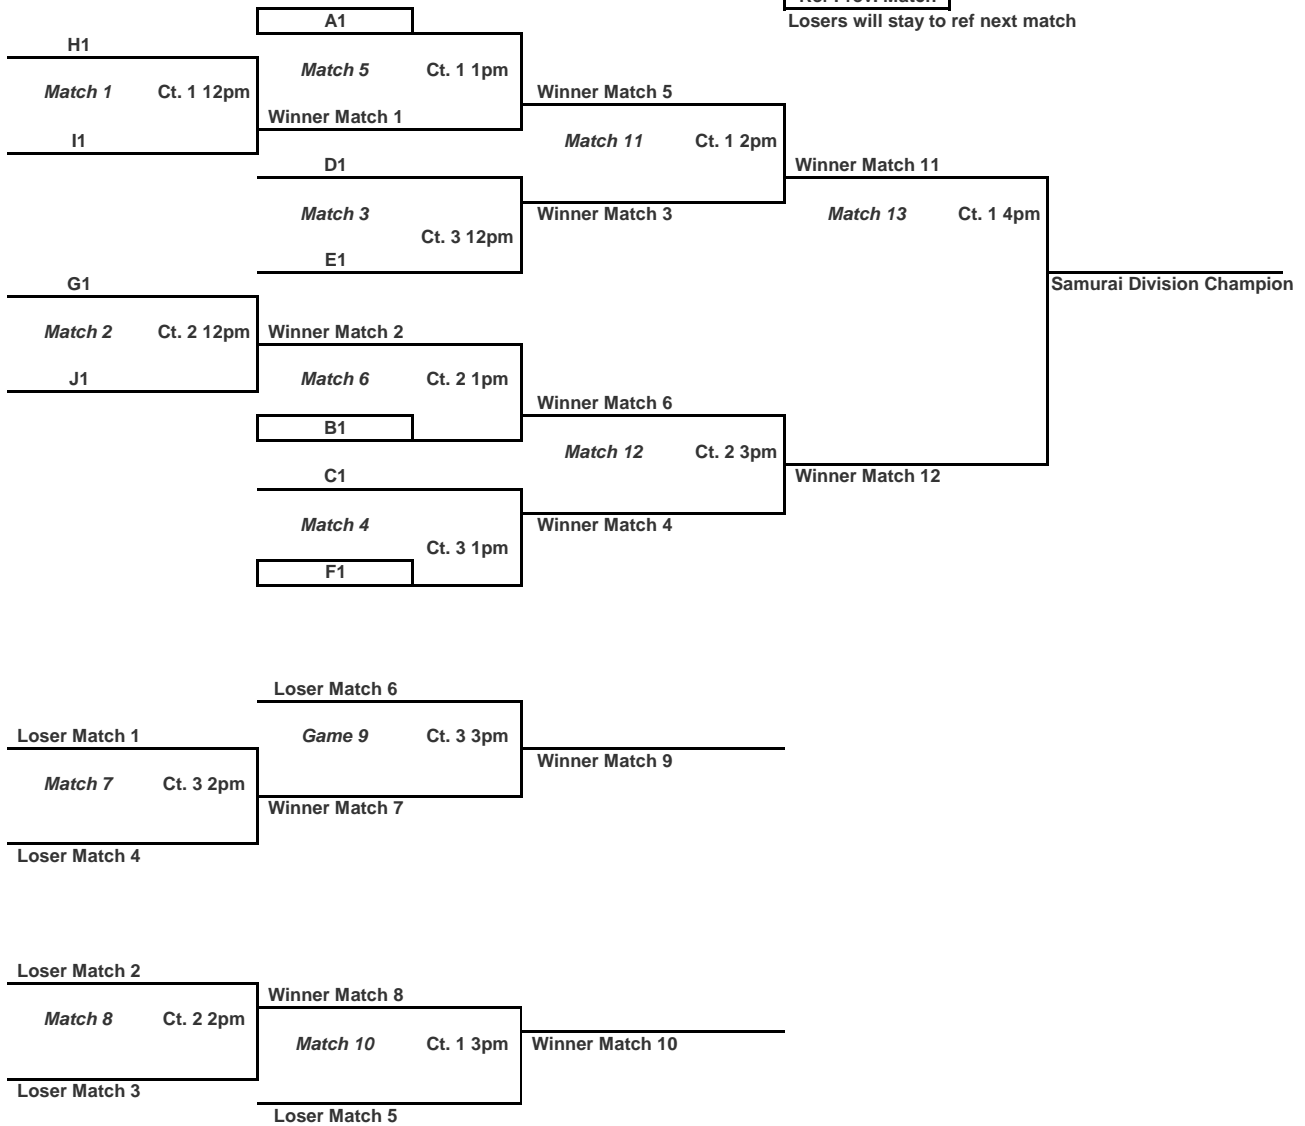 Losers will stay to ref next match
A1
H1
Match 5 Ct. 1 1pm
Match 1 Ct. 1 12pm
Winner Match 5
Winner Match 1
I1
Match 11 Ct. 1 2pm
D1
Winner Match 11
Match 3
Winner Match 3
Match 13 Ct. 1 4pm
Ct. 3 12pm
E1
G1
Samurai Division Champion
Match 2 Ct. 2 12pm
Winner Match 2
J1
Match 6 Ct. 2 1pm
Winner Match 6
B1
Match 12 Ct. 2 3pm
C1
Winner Match 12
Match 4
Winner Match 4
Ct. 3 1pm
F1
Loser Match 6
Loser Match 1
Game 9 Ct. 3 3pm
Winner Match 9
Match 7 Ct. 3 2pm
Winner Match 7
Loser Match 4
Loser Match 2
Winner Match 8
Match 8 Ct. 2 2pm
Match 10 Ct. 1 3pm
Winner Match 10
Loser Match 3
Loser Match 5